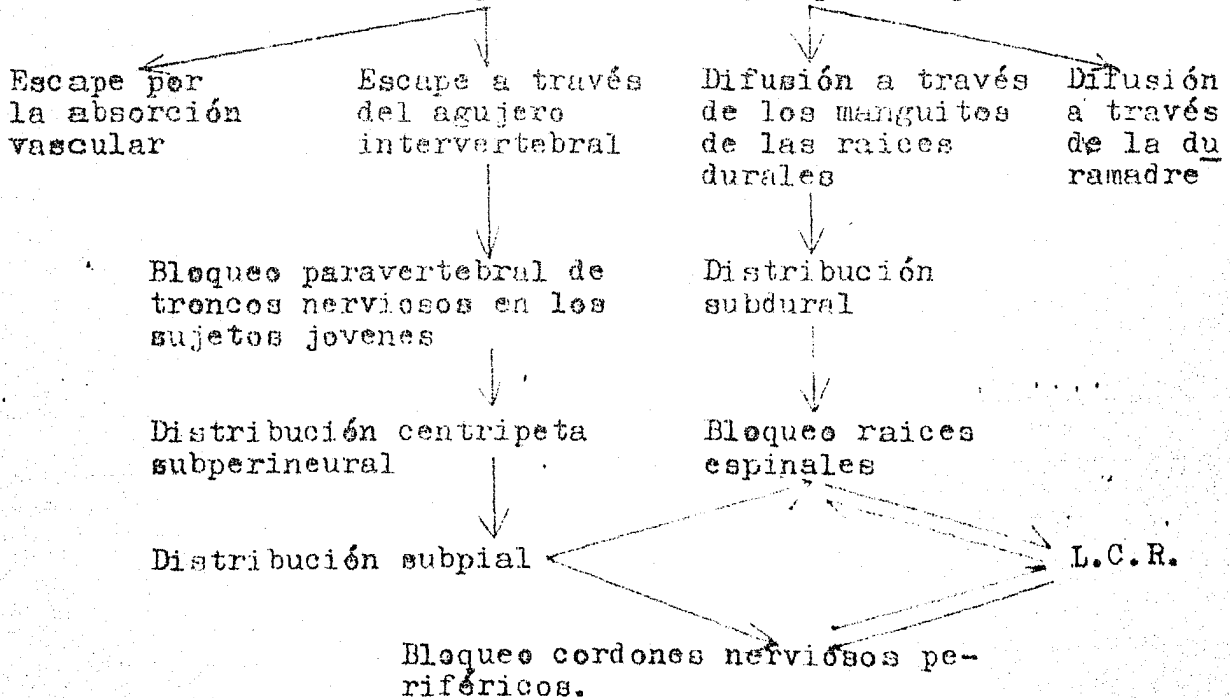 Escape por
la absorción
vascular
Escape a través
del agujero
intervertebral
Difusión a través
de los manguitos
de las raices
durales
Difusión
a través
de la du
ramadre
Bloqueo paravertebral de
troncos nerviosos en los
sujetos jovenes
Distribución
subdural
Distribución centripeta
subperineural
Bloqueo raices
espinales
Distribución subpial
L.C.R.
Bloqueo cordones nerviosos pe-
riféricos.